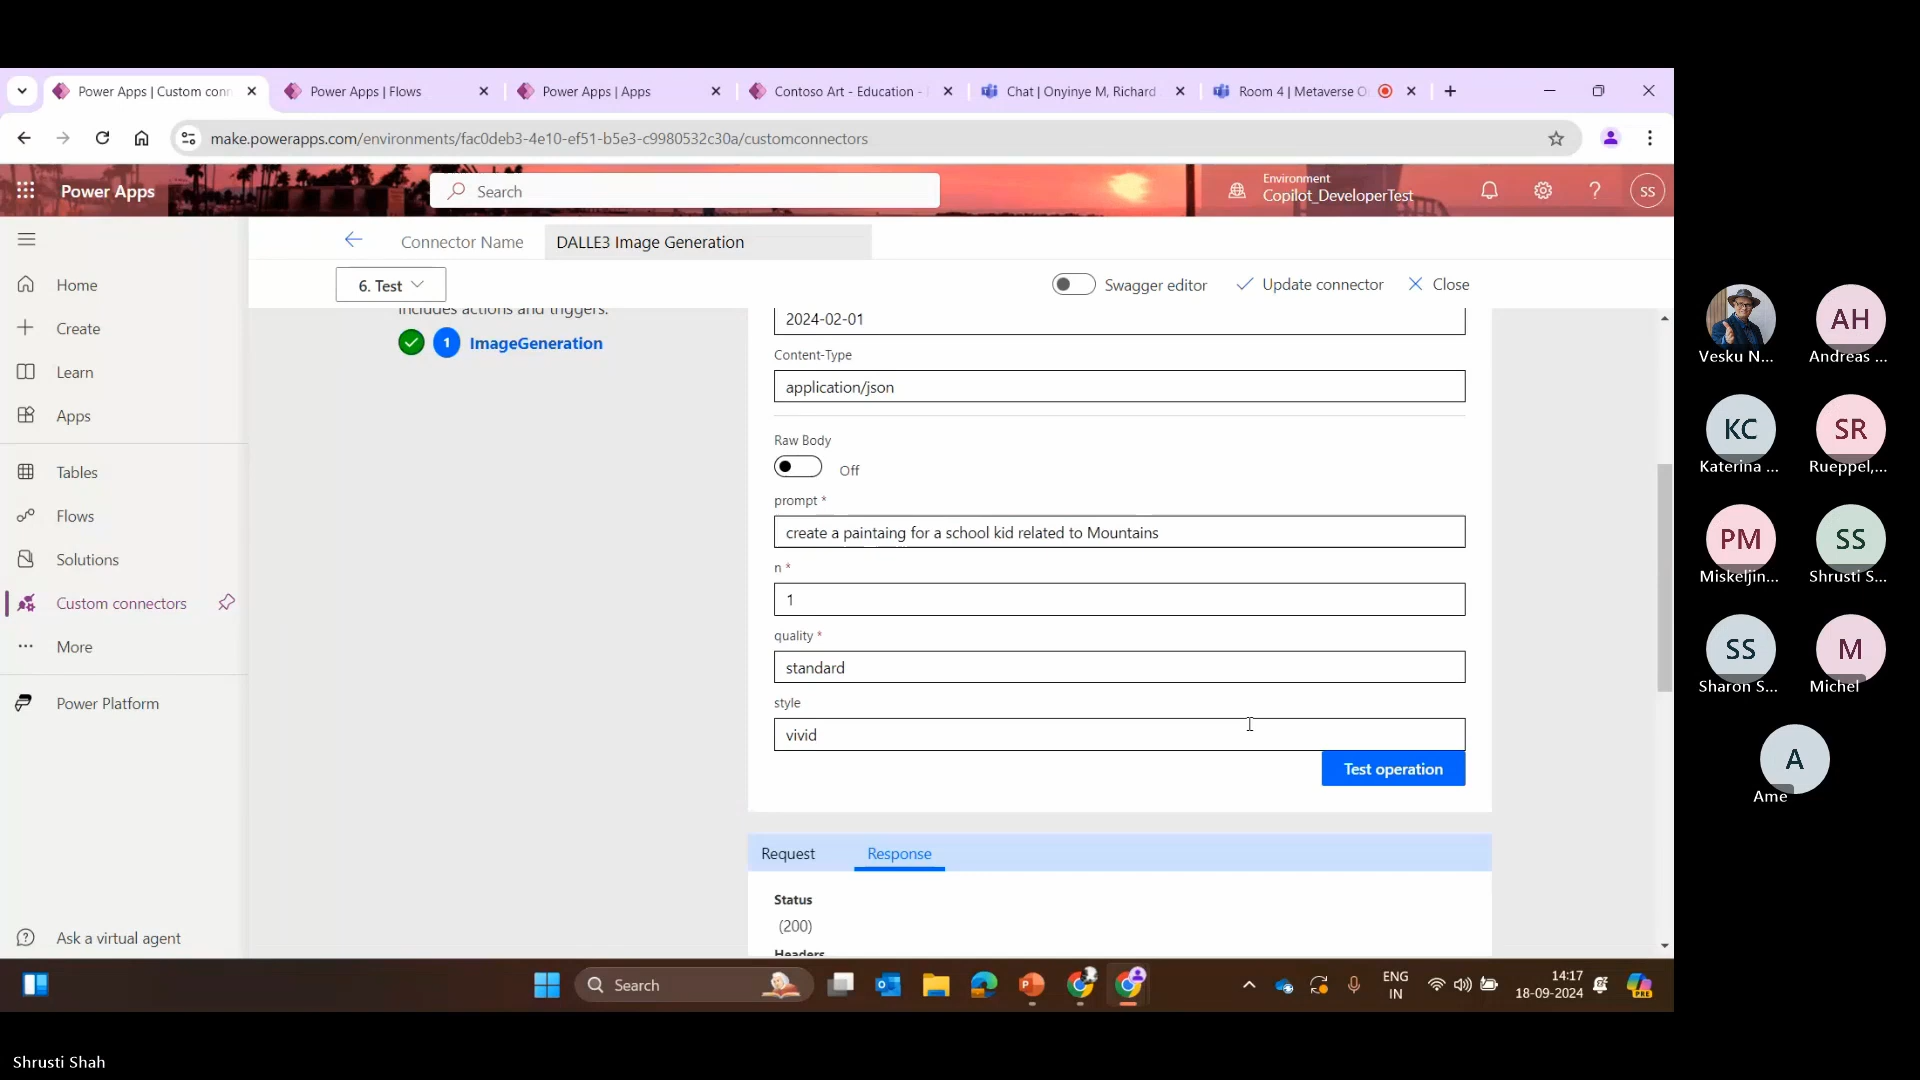 Power Apps | Custom conn
Power Apps | Flows
Power Apps | Apps
Contoso Art - Education -
Chat | Onyinye M, Richard
Room 4 | Metaverse O
make.powerapps.com/environments/fac0deb3-4e10-ef51-b5e3-c9980532c30a/customconnectors
Power Apps
Search
Environment
Copilot_DeveloperTest
SS
Connector Name
DALLE3 Image Generation
6. Test
Swagger editor
Update connector
Close
Home
Create
Learn
Apps
Tables
Flows
Solutions
Custom connectors
More
Power Platform
Ask a virtual agent
includes actions and triggers.
1
ImageGeneration
2024-02-01
Content-Type
application/json
Raw Body
Off
prompt *
create a paintaing for a school kid related to Mountains
n *
1
quality *
standard
style
vivid
Test operation
Request
Response
Status
(200)
Headers
Vesku N...
AH
Andreas ...
KC
Katerina ...
SR
Rueppel,...
PM
Miskeljin...
SS
Shrusti S...
SS
Sharon S...
M
Michel
A
Ame
Search
ENG
IN
14:17
18-09-2024
PRE
Shrusti Shah